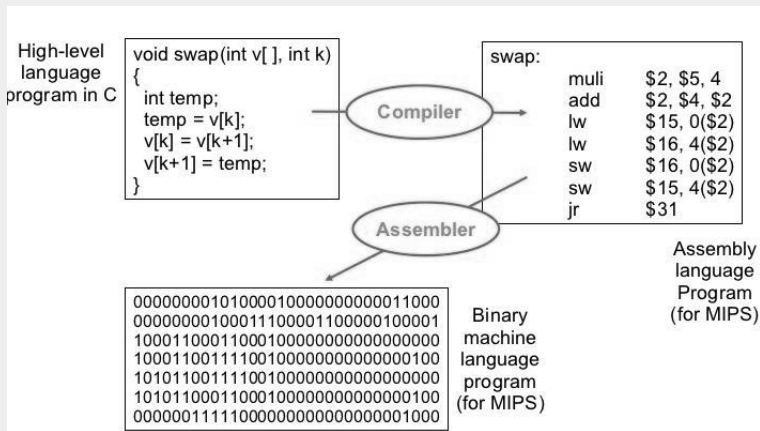 High-level
language
program in C
void swap(int v[ ], int k)
{
int temp;
temp = v[k];
v[k] = v[k+1];
v[k+1] = temp;
}
Compiler
swap:
muli $2, $5, 4
add $2, $4, $2
lw $15, 0($2)
lw $16, 4($2)
sw $16, 0($2)
sw $15, 4($2)
jr $31
Assembler
Assembly
language
Program
(for MIPS)
00000000101000010000000000011000
00000000100011100001100000100001
10001100011000100000000000000000
10001100111100100000000000000100
10101100111100100000000000000000
10101100011000100000000000000100
00000011111000000000000000001000
Binary
machine
language
program
(for MIPS)